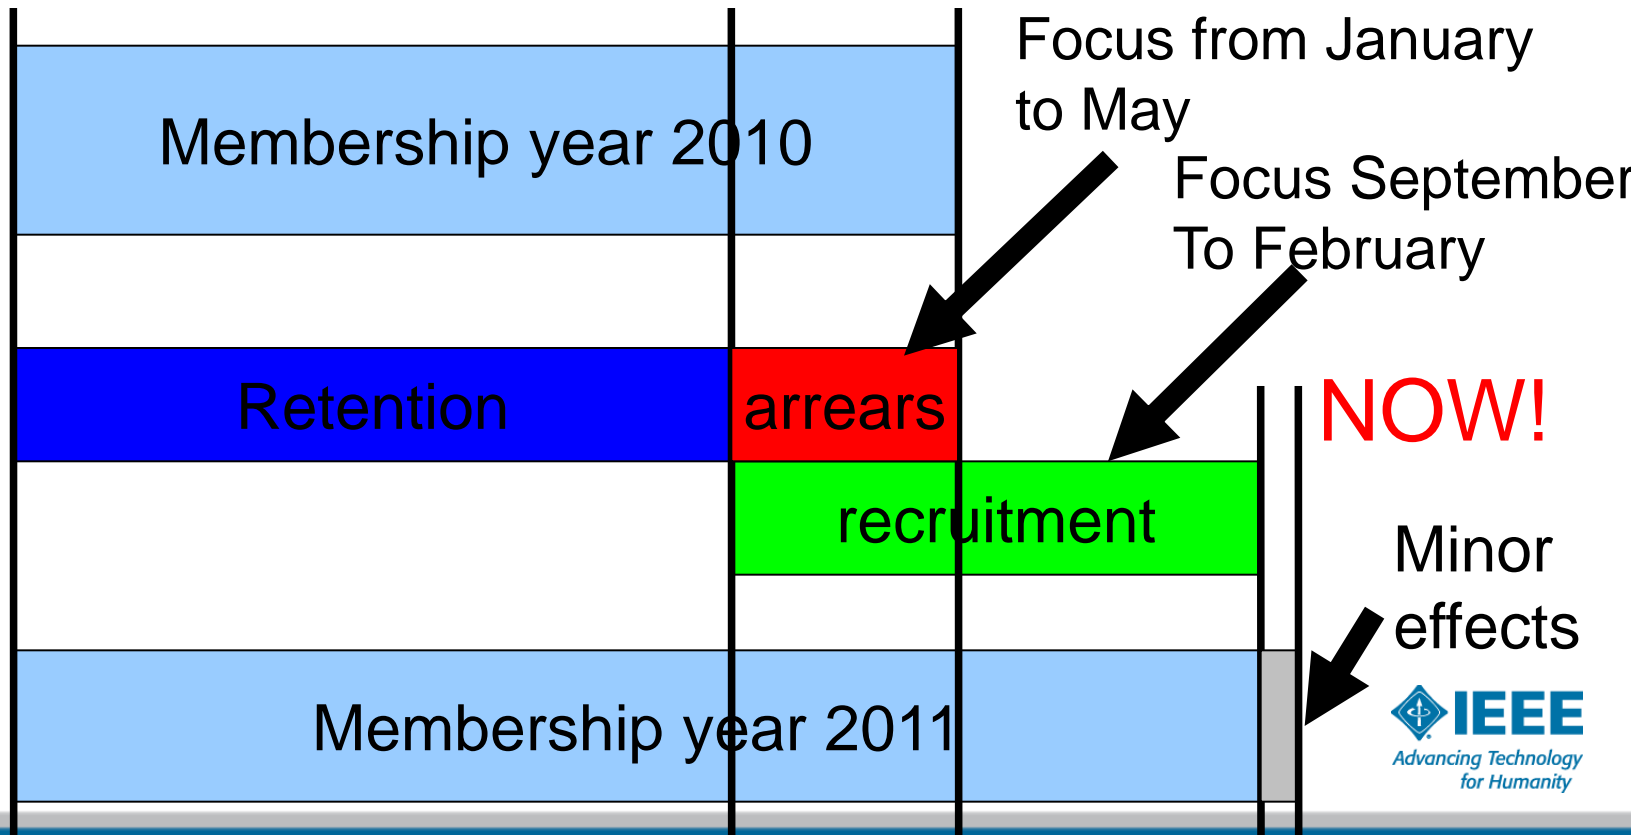 Focus from January
to May
Membership year 2010
Focus September
To February
Retention
arrears
NOW!
recruitment
Minor
effects
Membership year 2011
IEEE
Advancing Technology
for Humanity